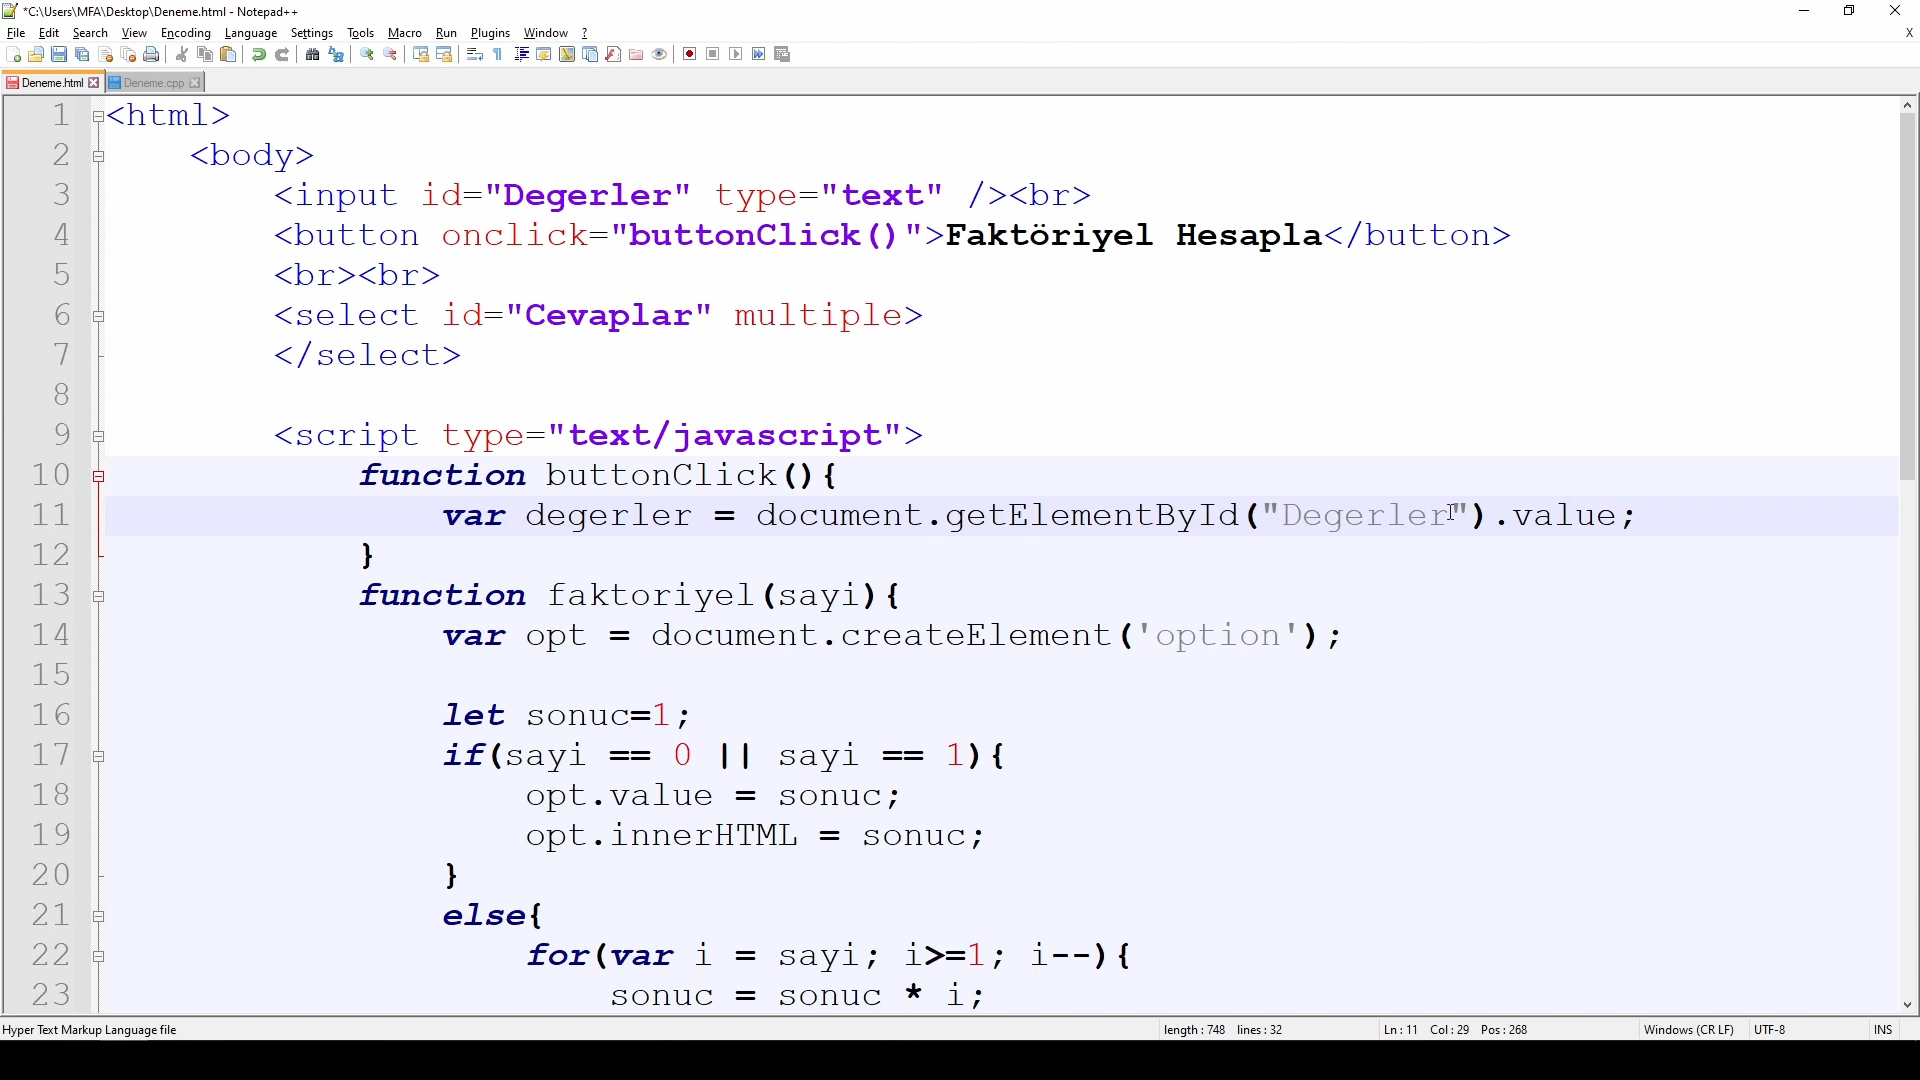 *C:\Users\MFA\Desktop\Deneme.html - Notepad++
File Edit Search View Encoding Language Settings Tools Macro Run Plugins Window ? X
Deneme.html Deneme.cpp
1 <html>
2 <body>
3 <input id="Degerler" type="text" /><br>
4 <button onclick="buttonClick()">Faktöriyel Hesapla</button>
5 <br><br>
6 <select id="Cevaplar" multiple>
7 </select>
8
9 <script type="text/javascript">
10 function buttonClick(){
11 var degerler = document.getElementById("Degerler").value;
12 }
13 function faktoriyel(sayi){
14 var opt = document.createElement('option');
15
16 let sonuc=1;
17 if(sayi == 0 || sayi == 1){
18 opt.value = sonuc;
19 opt.innerHTML = sonuc;
20 }
21 else{
22 for(var i = sayi; i>=1; i--){
23 sonuc = sonuc * i;
Hyper Text Markup Language file length : 748 lines : 32 Ln : 11 Col : 29 Pos : 268 Windows (CR LF) UTF-8 INS